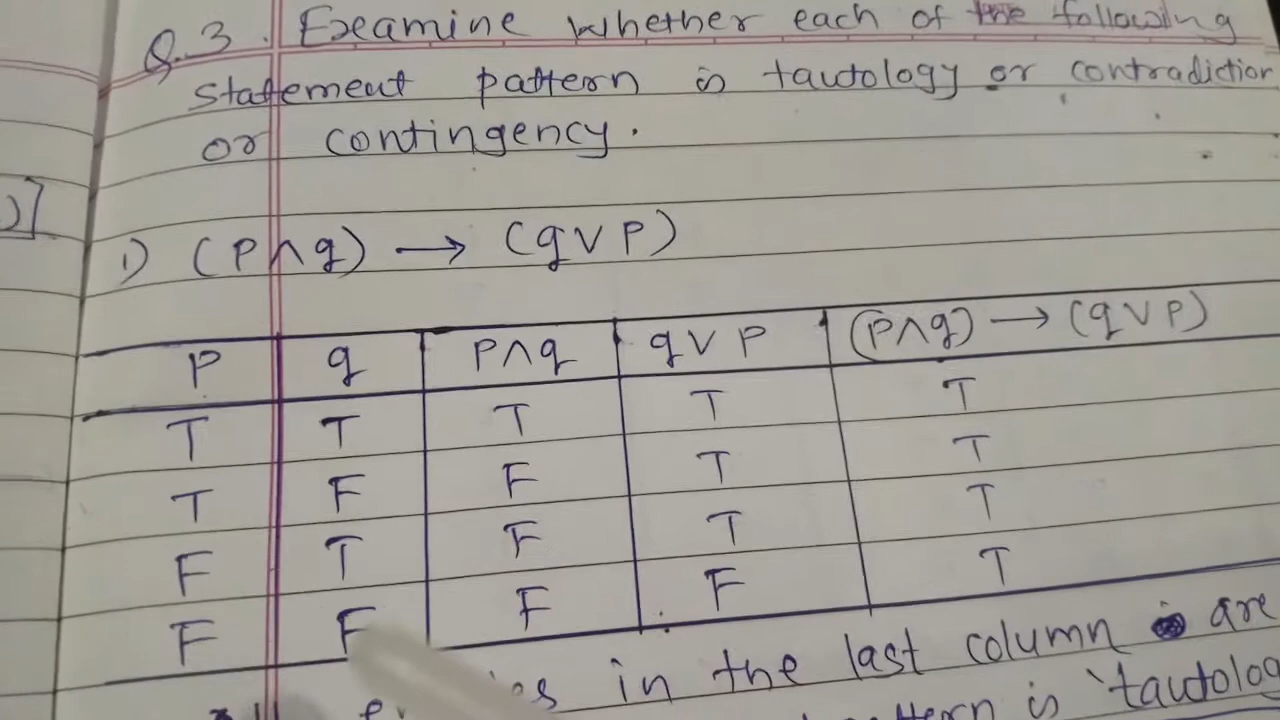 Q.3. Examine whether each of the following
statement pattern is tautology or contradiction
or contingency.
)]
1) (p∧q) → (q∨p)
p q p∧q q∨p (p∧q) → (q∨p)
T T T T T
T F F T T
F T F T T
F F F F T
in the last column are
is 'tautolog